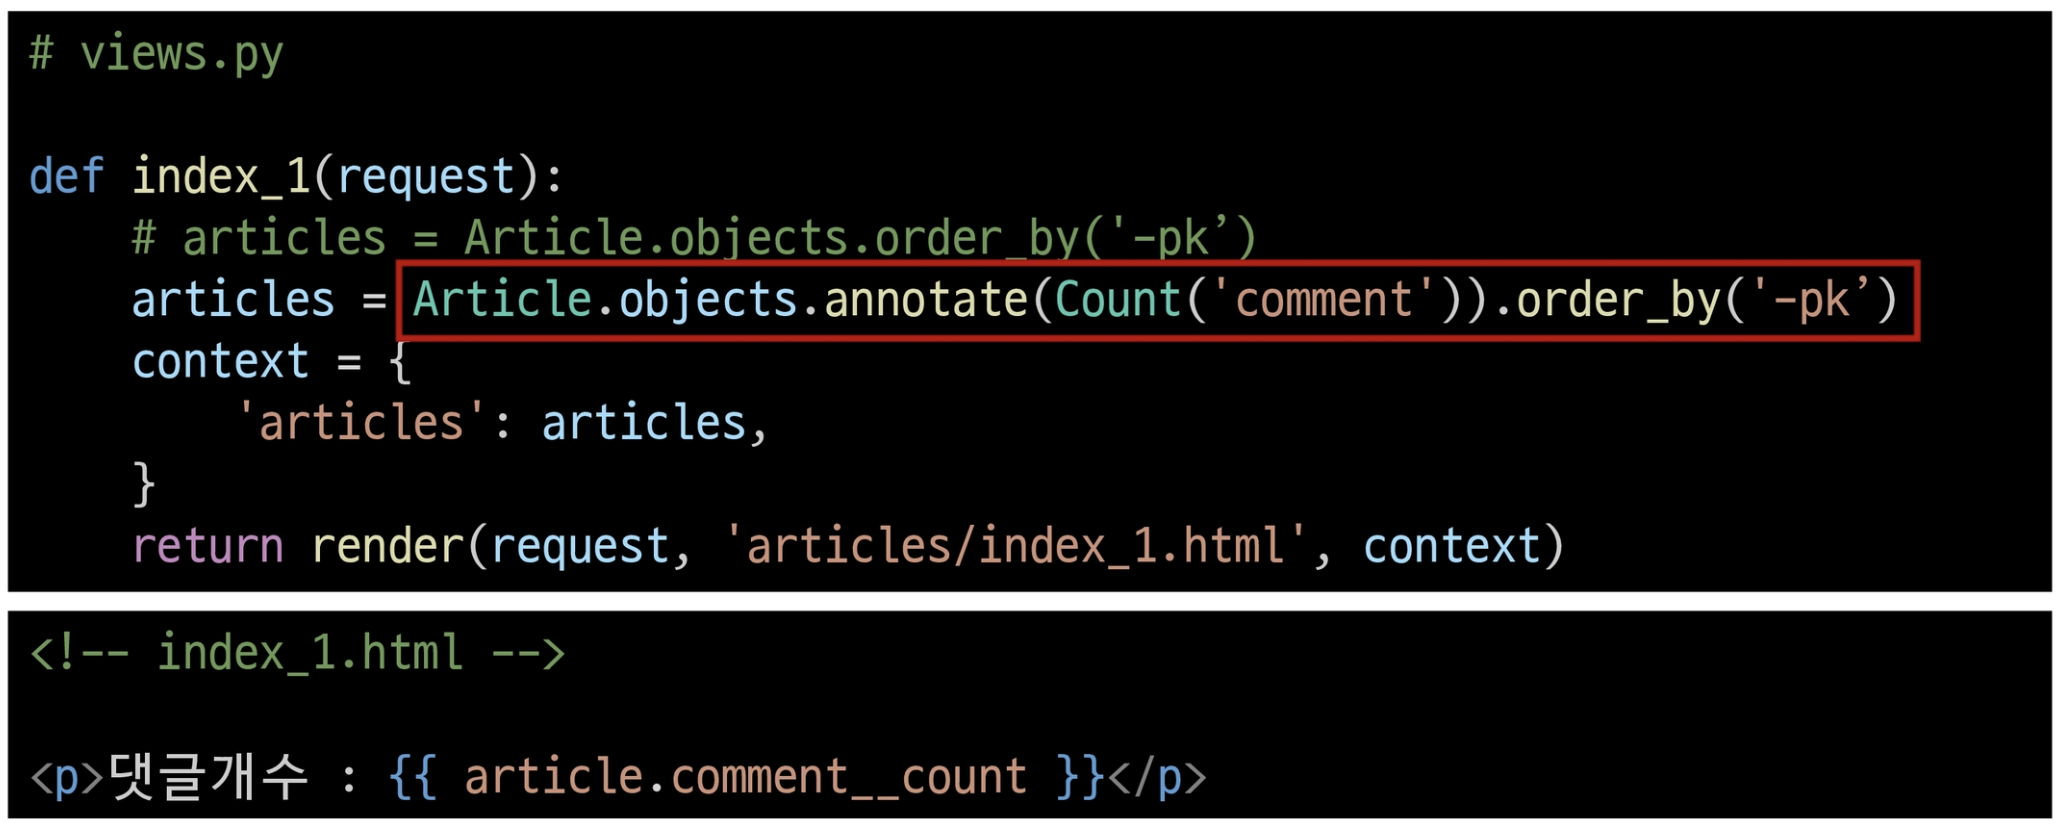 # views.py
def index_1(request):
# articles = Article.objects.order_by('-pk’)
articles = Article.objects.annotate(Count('comment')).order_by('-pk’)
context = {
'articles': articles,
}
return render(request, 'articles/index_1.html', context)
<!-- index_1.html -->
<p>댓글개수 : {{ article.comment__count }}</p>